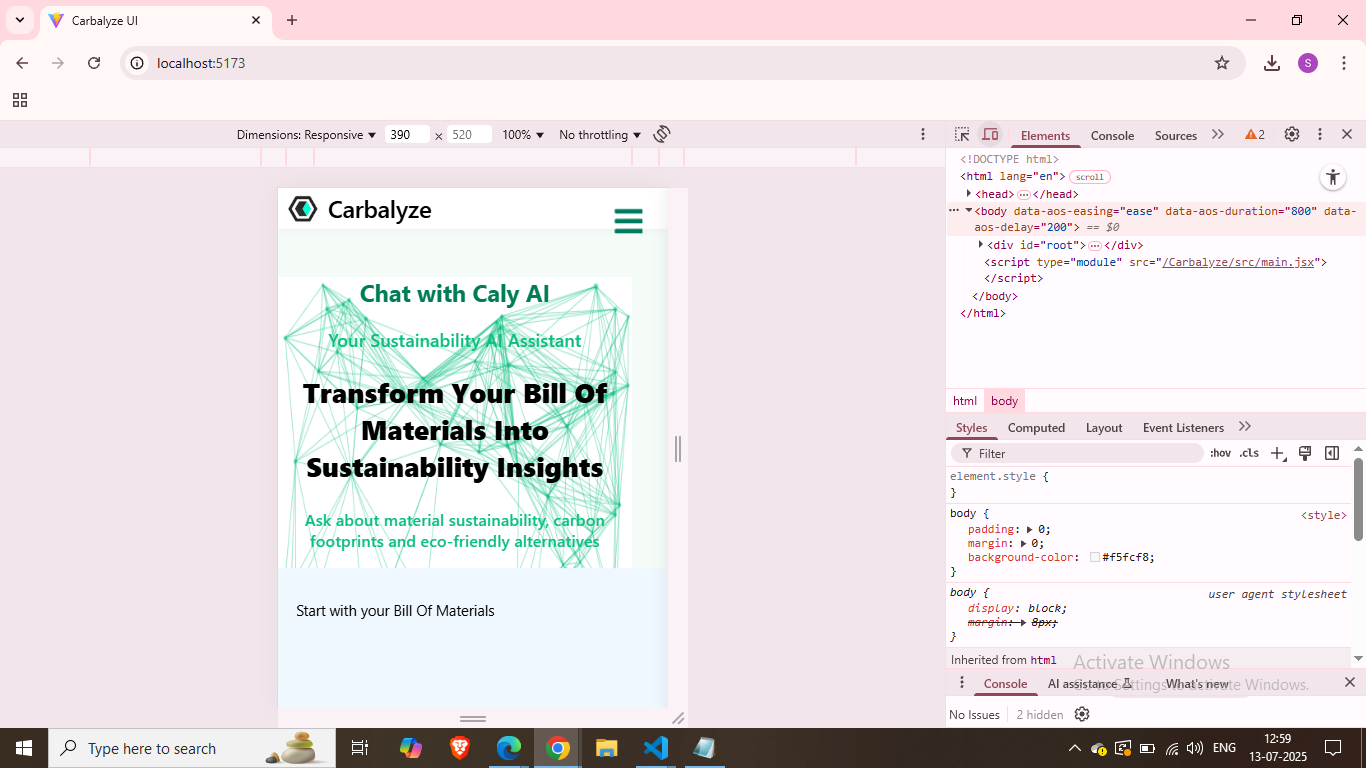 Carbalyze UI
localhost:5173
Dimensions: Responsive 390 × 520 100% No throttling
Elements Console Sources 2
<!DOCTYPE html>
<html lang="en"> scroll
<head> … </head>
<body data-aos-easing="ease" data-aos-duration="800" data-
aos-delay="200"> == $0
<div id="root"> … </div>
<script type="module" src="/Carbalyze/src/main.jsx">
</script>
</body>
</html>
html body
Styles Computed Layout Event Listeners
Filter :hov .cls
element.style {
}
body { <style>
padding: 0;
margin: 0;
background-color: #f5fcf8;
}
body { user agent stylesheet
display: block;
margin: 8px;
}
Inherited from html
Console AI assistance What's new
No Issues 2 hidden
Activate Windows
Go to Settings to activate Windows.
Carbalyze
Chat with Caly AI
Your Sustainability AI Assistant
Transform Your Bill Of
Materials Into
Sustainability Insights
Ask about material sustainability, carbon
footprints and eco-friendly alternatives
Start with your Bill Of Materials
Type here to search
ENG
12:59
13-07-2025
S